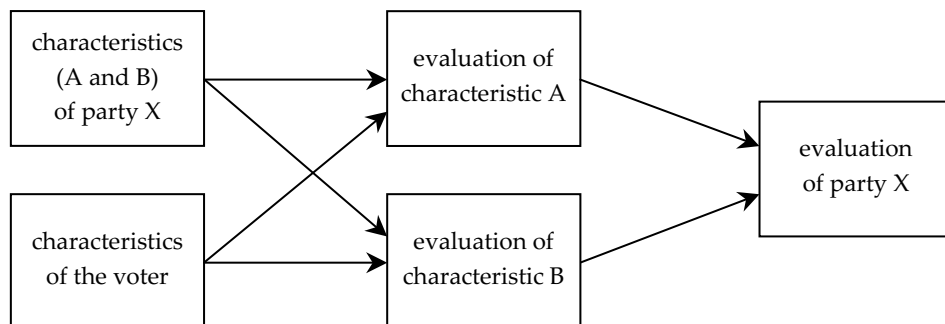 characteristics
(A and B)
of party X
characteristics
of the voter
evaluation of
characteristic A
evaluation of
characteristic B
evaluation
of party X